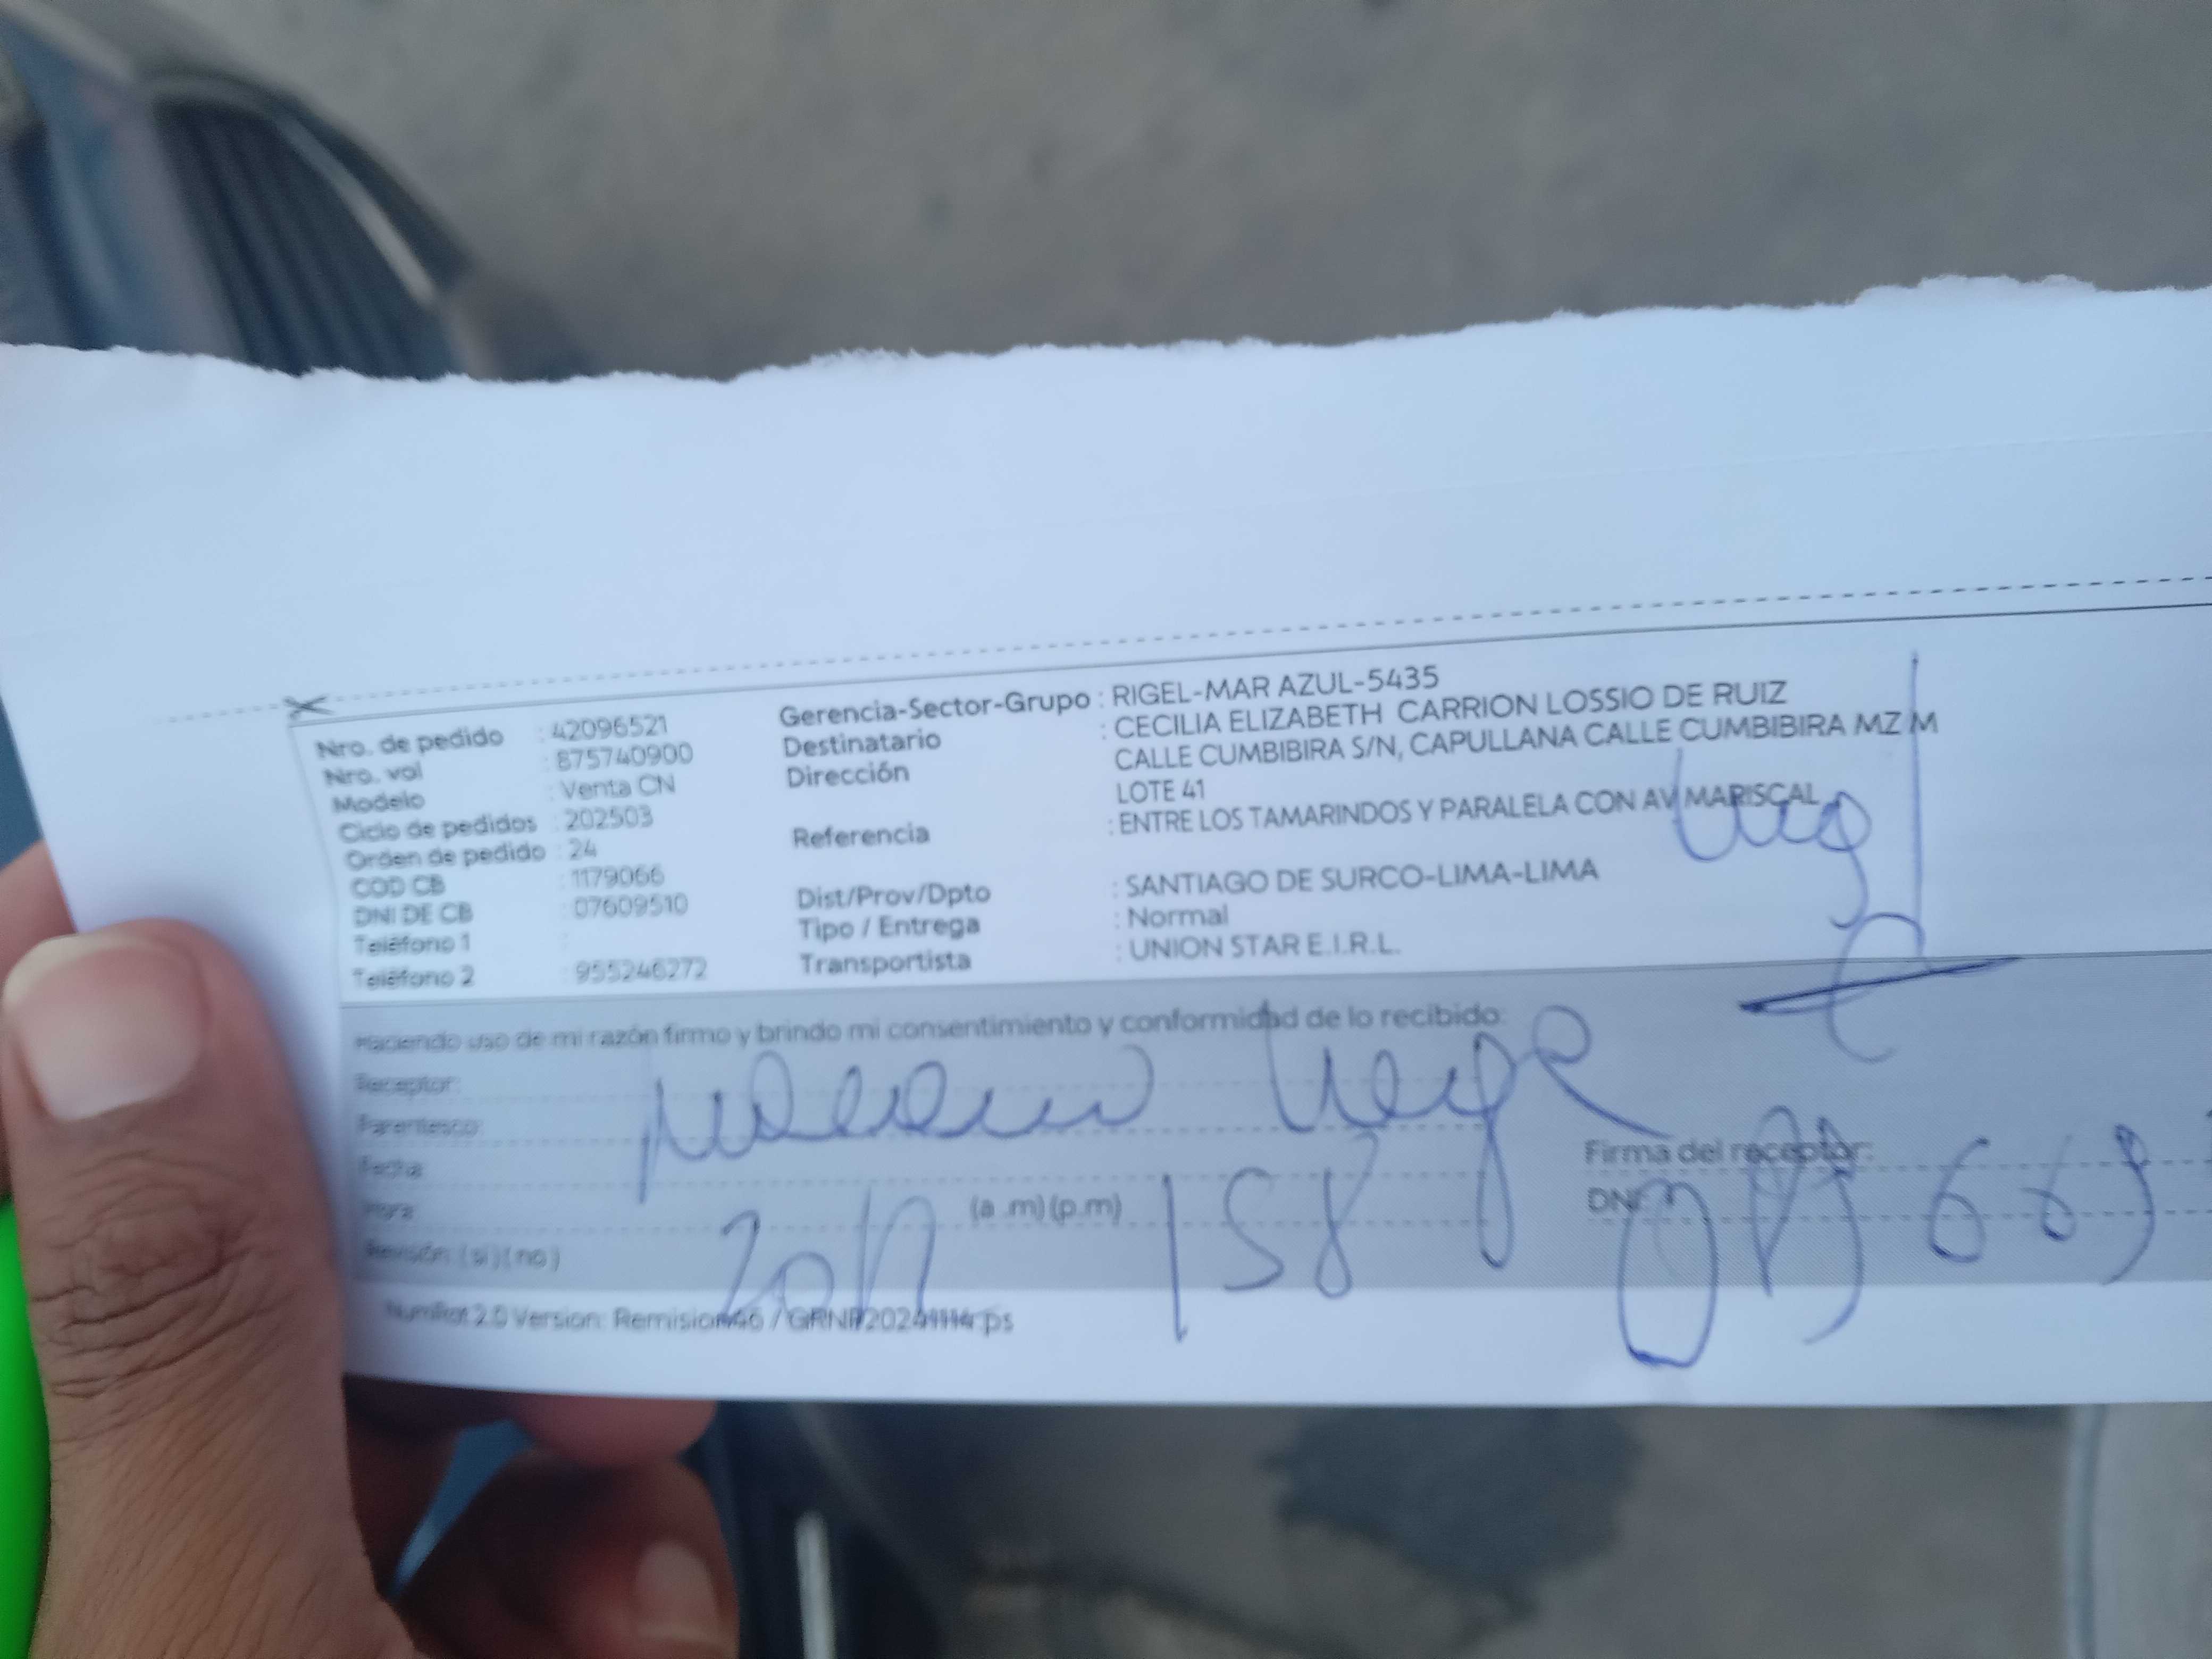 Nro. de pedido : 42096521
Nro. vol : 875740900
Modelo : Venta CN
Ciclo de pedidos : 202503
Orden de pedido : 24
COD CB : 1179066
DNI DE CB : 07609510
Teléfono 1 :
Teléfono 2 : 955246272
Gerencia-Sector-Grupo : RIGEL-MAR AZUL-5435
Destinatario : CECILIA ELIZABETH CARRION LOSSIO DE RUIZ
Dirección CALLE CUMBIBIRA S/N, CAPULLANA CALLE CUMBIBIRA MZ M
LOTE 41
Referencia : ENTRE LOS TAMARINDOS Y PARALELA CON AV MARISCAL
Dist/Prov/Dpto : SANTIAGO DE SURCO-LIMA-LIMA
Tipo / Entrega : Normal
Transportista : UNION STAR E.I.R.L.
Haciendo uso de mi razón firmo y brindo mi consentimiento y conformidad de lo recibido:
Receptor:
Parentesco:
Fecha:
Hora: (a .m) (p.m)
Revisión: (si) (no)
158
Firma del receptor:
DNI:
Version: Remision46 / GRNP20241114-ps